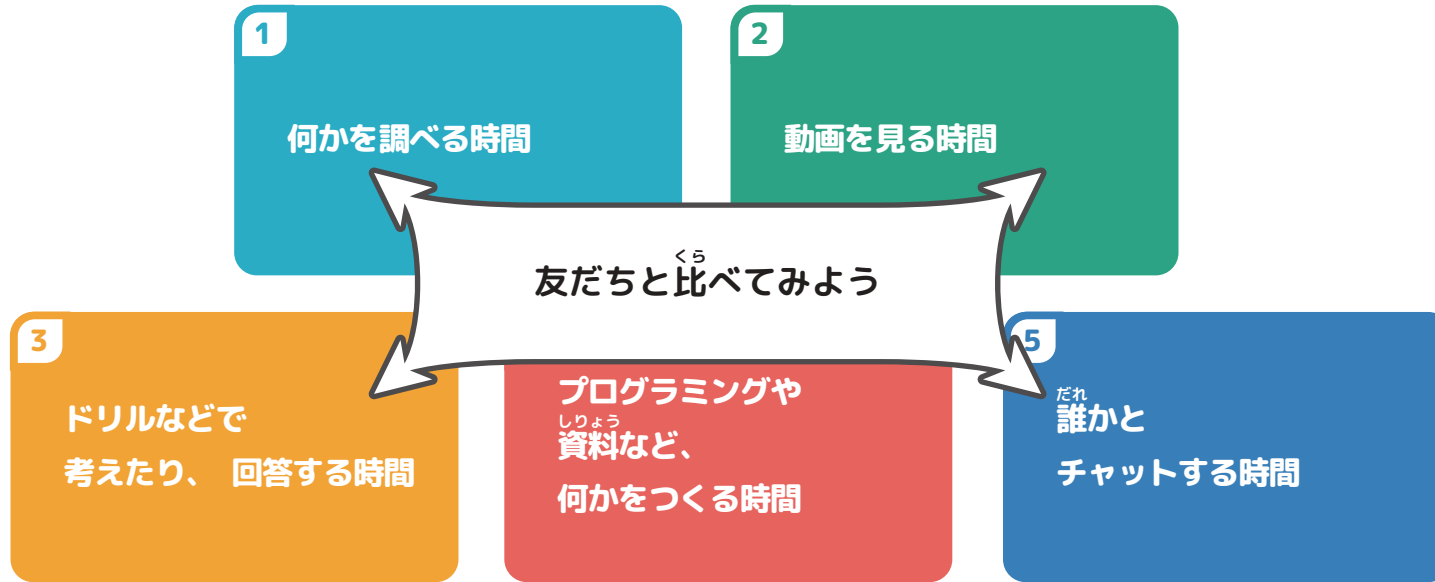 1
何かを調べる時間
2
動画を見る時間
くら
友だちと比べてみよう
3
ドリルなどで
考えたり、 回答する時間
プログラミングや
しりょう
資料など、
何かをつくる時間
5
だれ
誰かと
チャットする時間